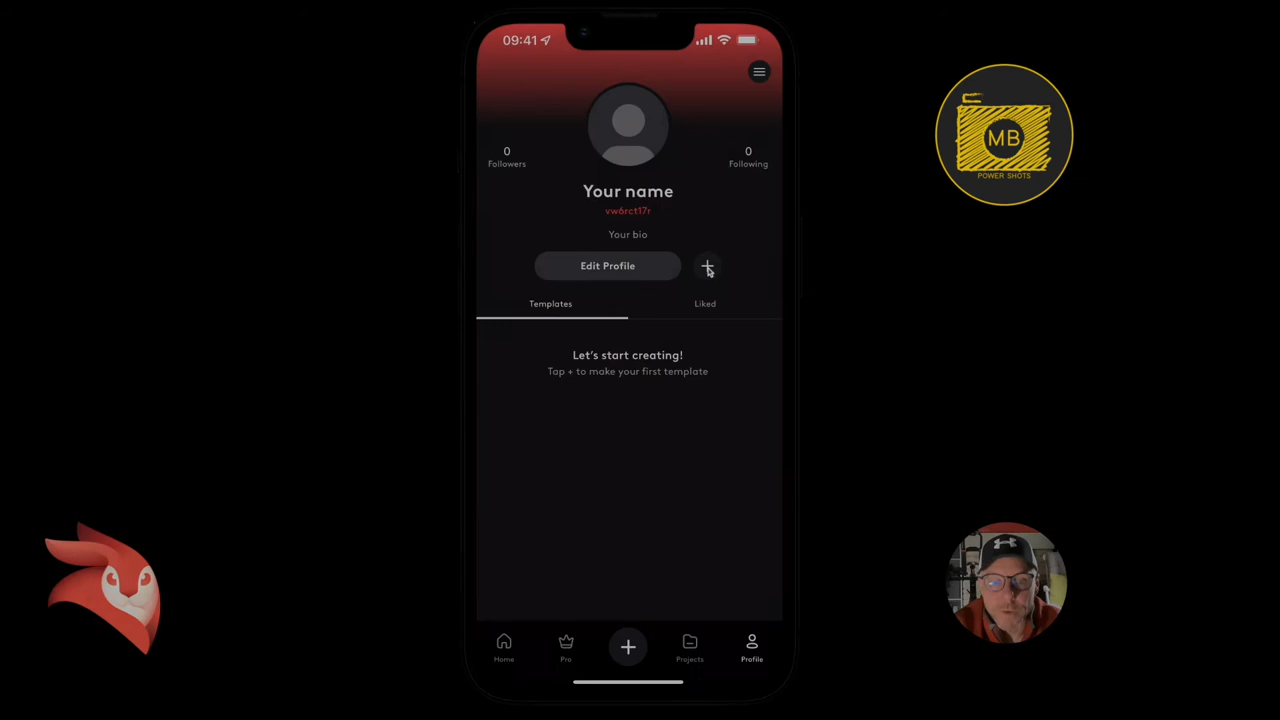 09:41
MB
POWER SHOTS
0
Followers
0
Following
Your name
vw6rct17r
Your bio
Edit Profile
Templates
Liked
Let's start creating!
Tap + to make your first template
Home
Pro
Projects
Profile